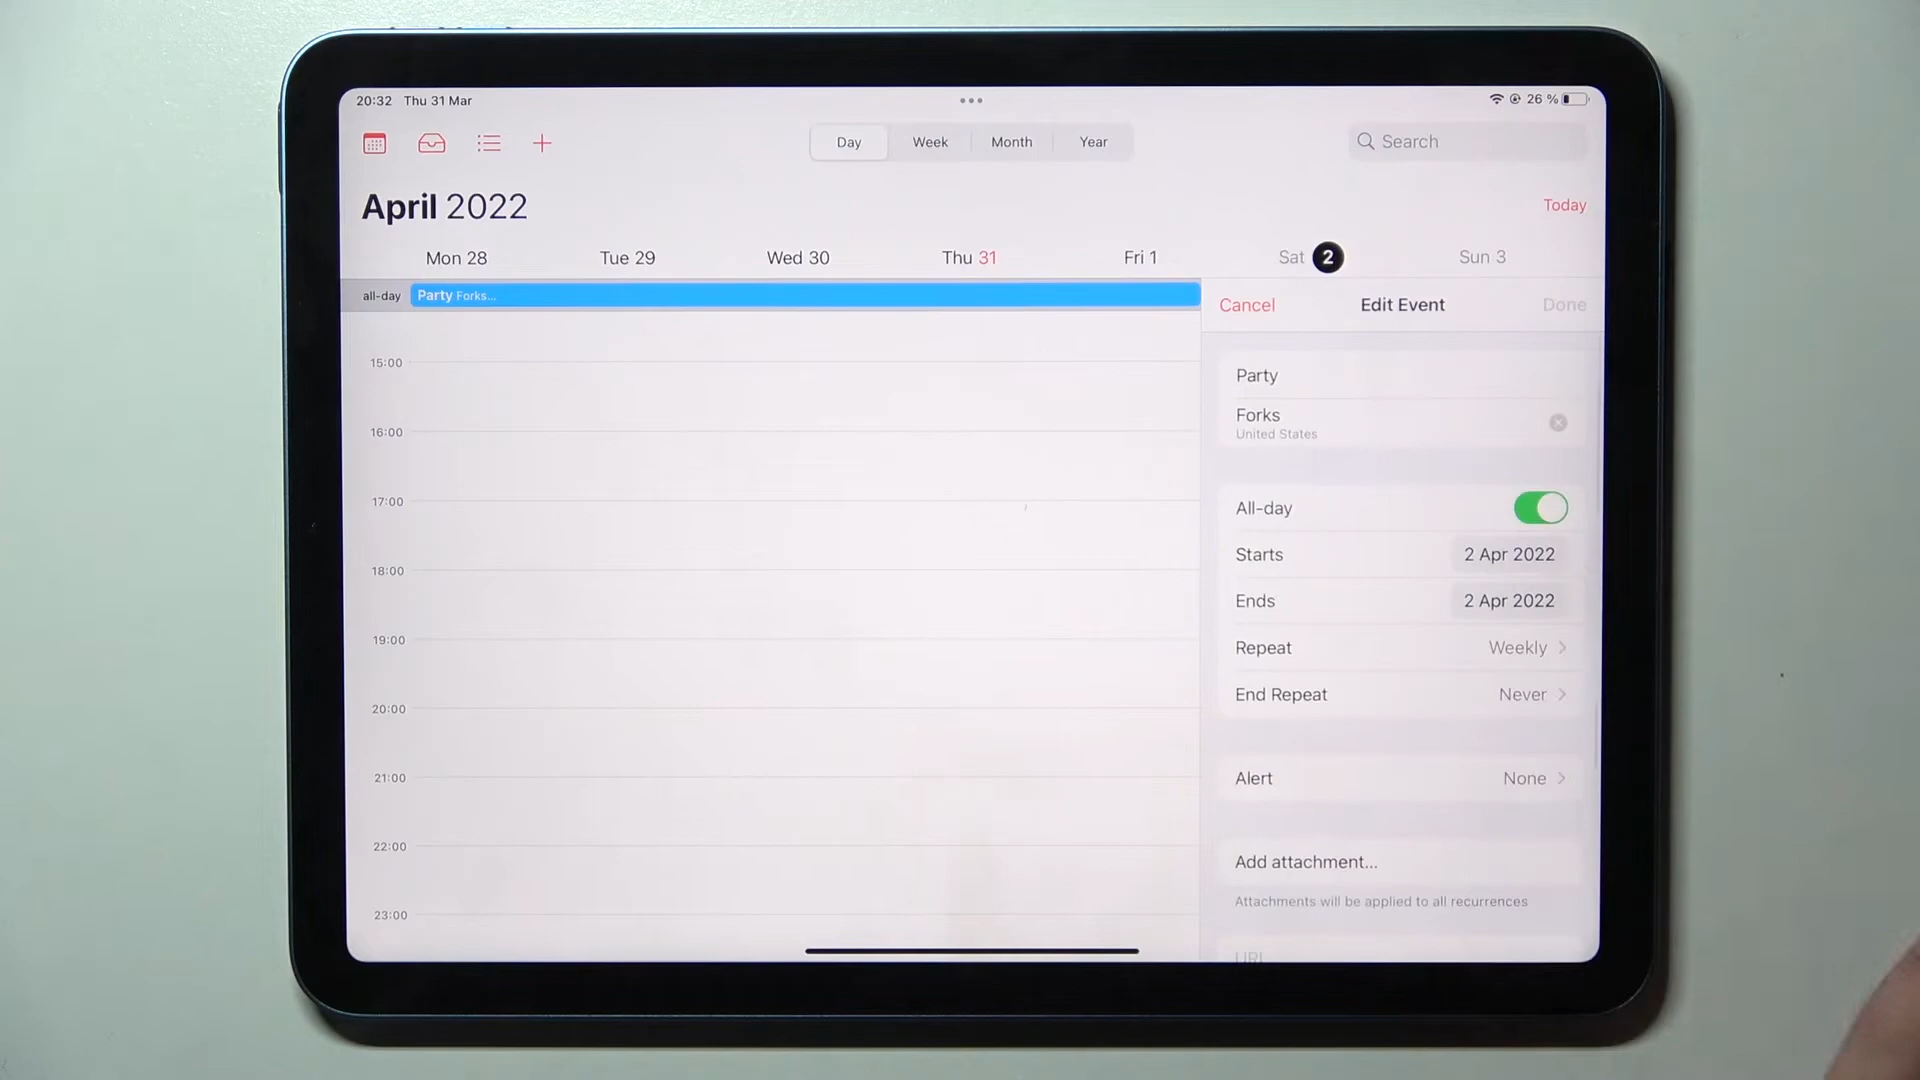 20:32 Thu 31 Mar
26 %
Day Week Month Year
Search
April 2022
Today
Mon 28 Tue 29 Wed 30 Thu 31 Fri 1 Sat 2 Sun 3
all-day Party Forks...
Cancel Edit Event Done
Party
Forks
United States
All-day
Starts 2 Apr 2022
Ends 2 Apr 2022
Repeat Weekly
End Repeat Never
Alert None
Add attachment...
Attachments will be applied to all recurrences
URL
15:00
16:00
17:00
18:00
19:00
20:00
21:00
22:00
23:00